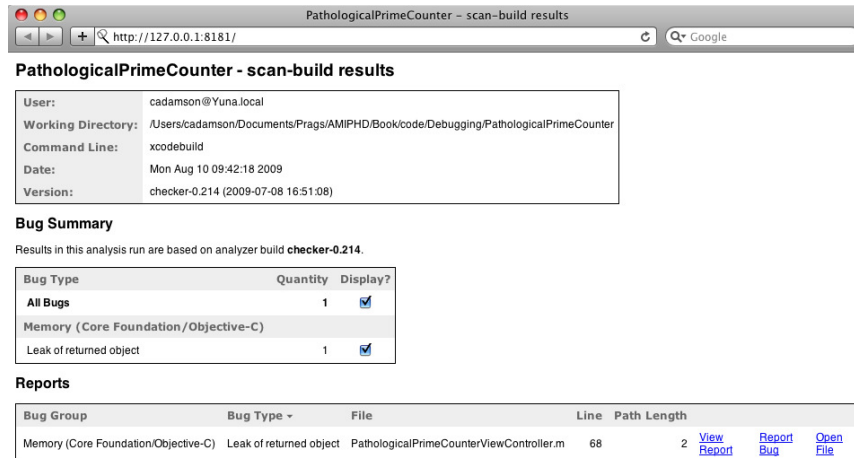 PathologicalPrimeCounter – scan-build results
http://127.0.0.1:8181/
Google
PathologicalPrimeCounter - scan-build results
User: cadamson@Yuna.local
Working Directory: /Users/cadamson/Documents/Prags/AMIPHD/Book/code/Debugging/PathologicalPrimeCounter
Command Line: xcodebuild
Date: Mon Aug 10 09:42:18 2009
Version: checker-0.214 (2009-07-08 16:51:08)
Bug Summary
Results in this analysis run are based on analyzer build checker-0.214.
Bug Type Quantity Display?
All Bugs 1
Memory (Core Foundation/Objective-C)
Leak of returned object 1
Reports
Bug Group Bug Type File Line Path Length
Memory (Core Foundation/Objective-C) Leak of returned object PathologicalPrimeCounterViewController.m 68 2 View Report Report Bug Open File